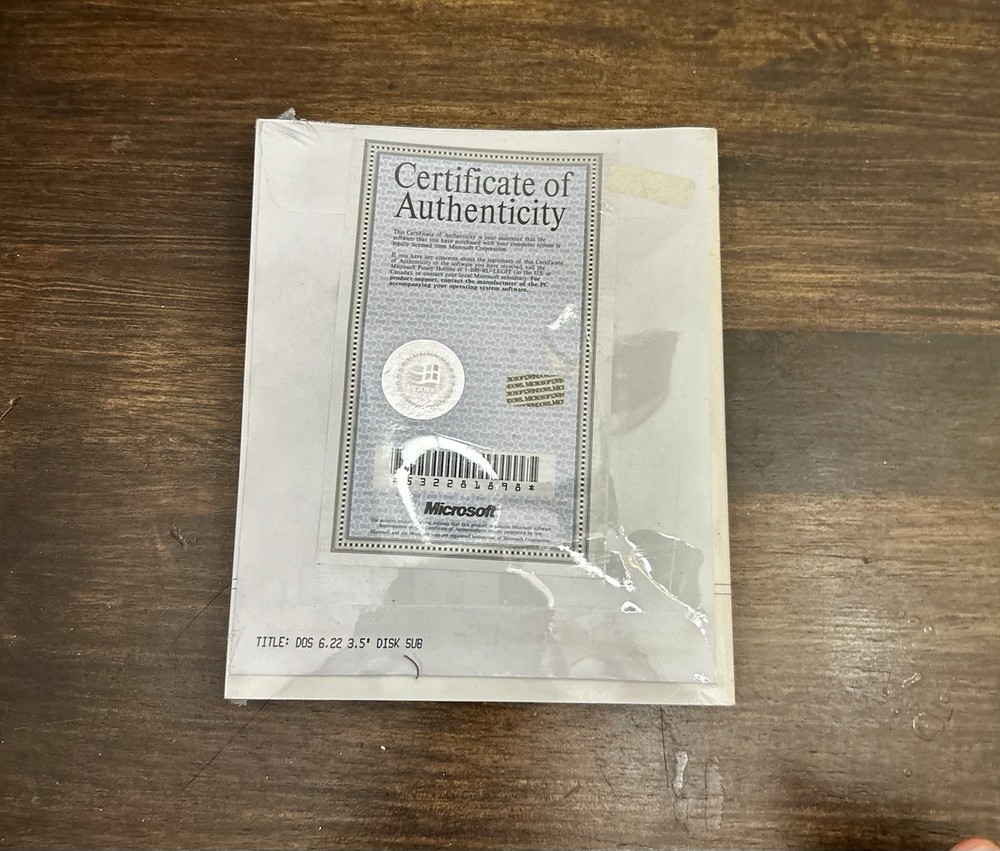 Certificate of
Authenticity
This Certificate of Authenticity is your assurance that the
software that you have purchased with your computer system is
legally licensed from Microsoft Corporation.
If you have any concerns about the legitimacy of this Certificate
of Authenticity or the software you have received, call the
Microsoft Piracy Hotline at 1-800-RU-LEGIT (in the U.S. or
Canada), or contact your local Microsoft subsidiary. For
product support, contact the manufacturer of the PC
accompanying your operating system software.
*532281898*
Microsoft
TITLE: DOS 6.22 3.5" DISK SUB